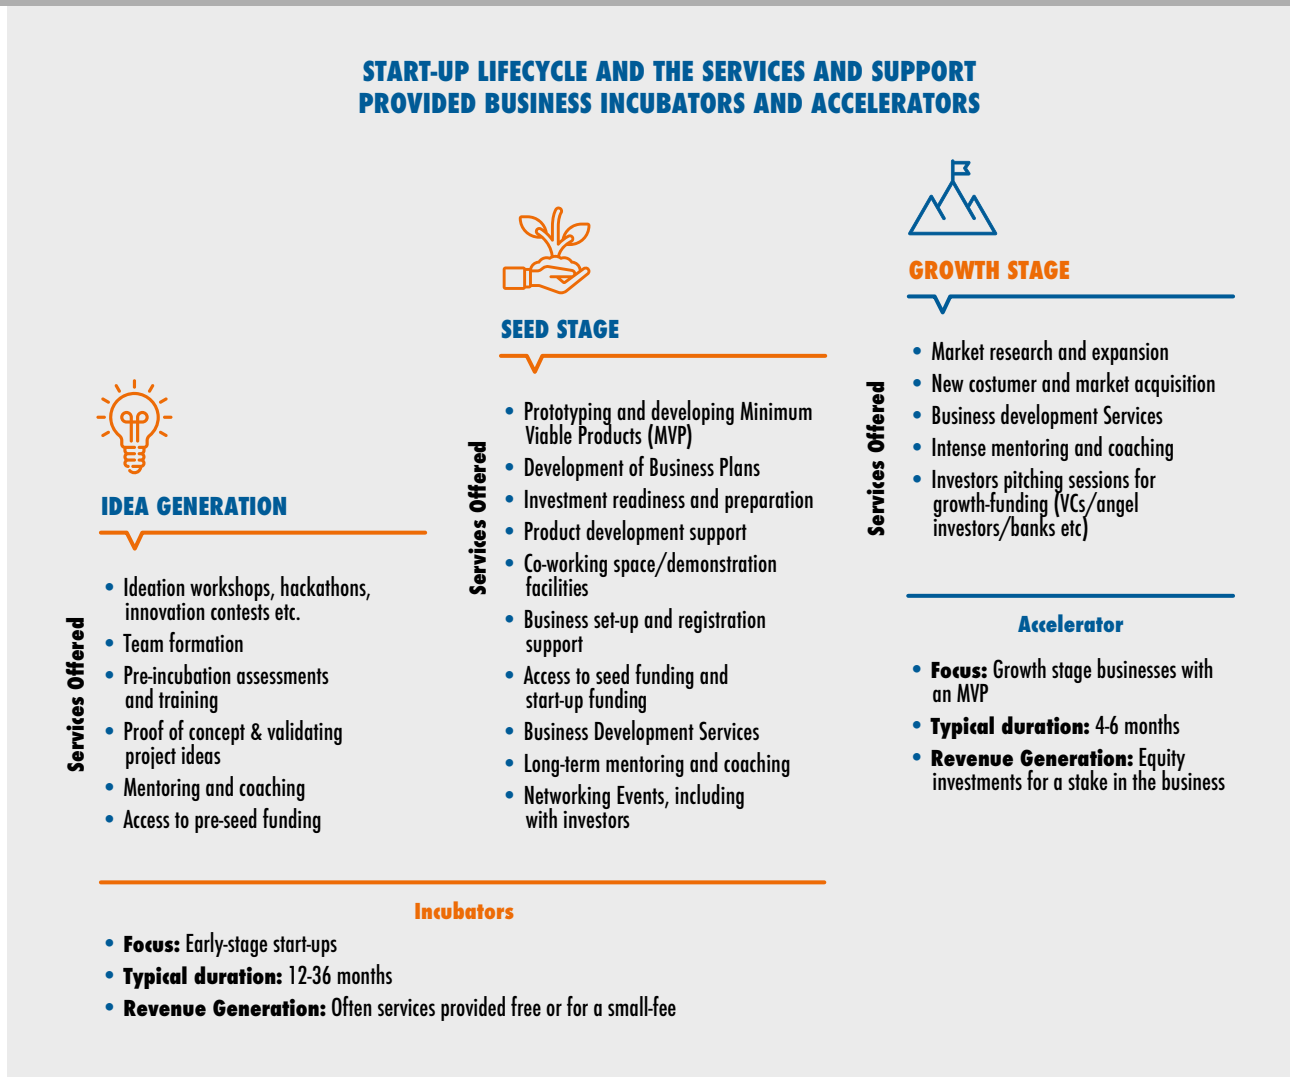 START-UP LIFECYCLE AND THE SERVICES AND SUPPORT
PROVIDED BUSINESS INCUBATORS AND ACCELERATORS
IDEA GENERATION
Services Offered
• Ideation workshops, hackathons,
innovation contests etc.
• Team formation
• Pre-incubation assessments
and training
• Proof of concept & validating
project ideas
• Mentoring and coaching
• Access to pre-seed funding
SEED STAGE
Services Offered
• Prototyping and developing Minimum
Viable Products (MVP)
• Development of Business Plans
• Investment readiness and preparation
• Product development support
• Co-working space/demonstration
facilities
• Business set-up and registration
support
• Access to seed funding and
start-up funding
• Business Development Services
• Long-term mentoring and coaching
• Networking Events, including
with investors
Incubators
• Focus: Early-stage start-ups
• Typical duration: 12-36 months
• Revenue Generation: Often services provided free or for a small-fee
GROWTH STAGE
Services Offered
• Market research and expansion
• New costumer and market acquisition
• Business development Services
• Intense mentoring and coaching
• Investors pitching sessions for
growth-funding (VCs/angel
investors/banks etc)
Accelerator
• Focus: Growth stage businesses with
an MVP
• Typical duration: 4-6 months
• Revenue Generation: Equity
investments for a stake in the business